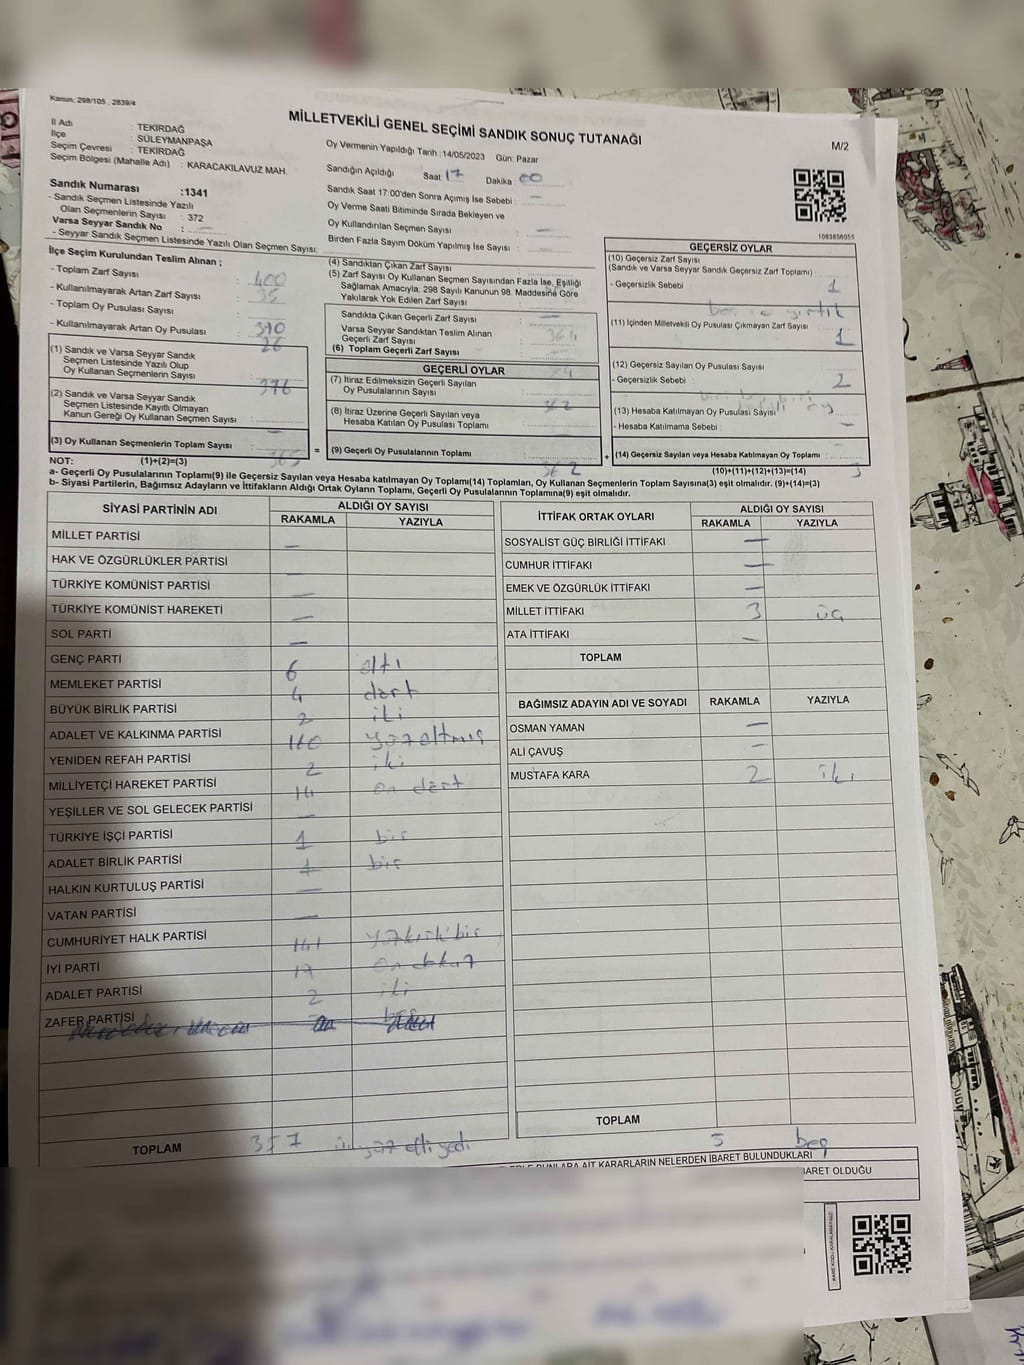 Kanun, 298/105 , 2839/4
MİLLETVEKİLİ GENEL SEÇİMİ SANDIK SONUÇ TUTANAĞI
M/2
İl Adı : TEKİRDAĞ
İlçe : SÜLEYMANPAŞA
Seçim Çevresi : TEKİRDAĞ
Seçim Bölgesi (Mahalle Adı) : KARACAKILAVUZ MAH.
Sandık Numarası :1341
- Sandık Seçmen Listesinde Yazılı
Olan Seçmenlerin Sayısı : 372
Varsa Seyyar Sandık No :
- Seyyar Sandık Seçmen Listesinde Yazılı Olan Seçmen Sayısı:
Oy Vermenin Yapıldığı Tarih :14/05/2023 Gün: Pazar
Sandığın Açıldığı Saat 17 Dakika 00
Sandık Saat 17:00'den Sonra Açımış İse Sebebi : —
Oy Verme Saati Bitiminde Sırada Bekleyen ve
Oy Kullandırılan Seçmen Sayısı : —
Birden Fazla Sayım Döküm Yapılmış İse Sayısı :
1083856055
İlçe Seçim Kurulundan Teslim Alınan ;
- Toplam Zarf Sayısı : 400
- Kullanılmayarak Artan Zarf Sayısı : 35
- Toplam Oy Pusulası Sayısı : 390
- Kullanılmayarak Artan Oy Pusulası : 26
(1) Sandık ve Varsa Seyyar Sandık
Seçmen Listesinde Yazılı Olup
Oy Kullanan Seçmenlerin Sayısı :
(2) Sandık ve Varsa Seyyar Sandık
Seçmen Listesinde Kayıtlı Olmayan
Kanun Gereği Oy Kullanan Seçmen Sayısı :
(3) Oy Kullanan Seçmenlerin Toplam Sayısı : 365
(4) Sandıktan Çıkan Zarf Sayısı
(5) Zarf Sayısı Oy Kullanan Seçmen Sayısından Fazla İse, Eşitliği
Sağlamak Amacıyla, 298 Sayılı Kanunun 98. Maddesine Göre
Yakılarak Yok Edilen Zarf Sayısı
Sandıkta Çıkan Geçerli Zarf Sayısı : —
Varsa Seyyar Sandıktan Teslim Alınan
Geçerli Zarf Sayısı : 364
(6) Toplam Geçerli Zarf Sayısı
GEÇERLİ OYLAR
(7) İtiraz Edilmeksizin Geçerli Sayılan
Oy Pusulalarının Sayısı : 362
(8) İtiraz Üzerine Geçerli Sayılan veya
Hesaba Katılan Oy Pusulası Toplamı :
=
(9) Geçerli Oy Pusulalarının Toplamı : 362
+
GEÇERSİZ OYLAR
(10) Geçersiz Zarf Sayısı
(Sandık ve Varsa Seyyar Sandık Geçersiz Zarf Toplamı) : 1
- Geçersizlik Sebebi : yırtık
(11) İçinden Milletvekili Oy Pusulası Çıkmayan Zarf Sayısı : 1
(12) Geçersiz Sayılan Oy Pusulası Sayısı : 2
- Geçersizlik Sebebi :
(13) Hesaba Katılmayan Oy Pusulası Sayısı :
- Hesaba Katılmama Sebebi : —
(14) Geçersiz Sayılan veya Hesaba Katılmayan Oy Toplamı : 3
NOT: (1)+(2)=(3)
(10)+(11)+(12)+(13)=(14)
a- Geçerli Oy Pusulalarının Toplamı(9) ile Geçersiz Sayılan veya Hesaba katılmayan Oy Toplamı(14) Toplamları, Oy Kullanan Seçmenlerin Toplam Sayısına(3) eşit olmalıdır. (9)+(14)=(3)
b- Siyasi Partilerin, Bağımsız Adayların ve İttifakların Aldığı Ortak Oyların Toplamı, Geçerli Oy Pusulalarının Toplamına(9) eşit olmalıdır.
SİYASİ PARTİNİN ADI ALDIĞI OY SAYISI
RAKAMLA YAZIYLA
MİLLET PARTİSİ —
HAK VE ÖZGÜRLÜKLER PARTİSİ —
TÜRKİYE KOMÜNİST PARTİSİ —
TÜRKİYE KOMÜNİST HAREKETİ —
SOL PARTİ —
GENÇ PARTİ 6 altı
MEMLEKET PARTİSİ 4 dört
BÜYÜK BİRLİK PARTİSİ 2 iki
ADALET VE KALKINMA PARTİSİ 160 yüzaltmış
YENİDEN REFAH PARTİSİ 2 iki
MİLLİYETÇİ HAREKET PARTİSİ 14 on dört
YEŞİLLER VE SOL GELECEK PARTİSİ —
TÜRKİYE İŞÇİ PARTİSİ 1 bir
ADALET BİRLİK PARTİSİ 1 bir
HALKIN KURTULUŞ PARTİSİ —
VATAN PARTİSİ —
CUMHURİYET HALK PARTİSİ 141 yüzkırkbir
İYİ PARTİ 19 on dokuz
ADALET PARTİSİ 2 iki
ZAFER PARTİSİ beş
TOPLAM 357 üçyüz elli yedi
İTTİFAK ORTAK OYLARI ALDIĞI OY SAYISI
RAKAMLA YAZIYLA
SOSYALİST GÜÇ BİRLİĞİ İTTİFAKI —
CUMHUR İTTİFAKI —
EMEK VE ÖZGÜRLÜK İTTİFAKI —
MİLLET İTTİFAKI 3 üç
ATA İTTİFAKI —
TOPLAM
BAĞIMSIZ ADAYIN ADI VE SOYADI RAKAMLA YAZIYLA
OSMAN YAMAN —
ALİ ÇAVUŞ —
MUSTAFA KARA 2 iki
TOPLAM 5 beş
BUNLARA AİT KARARLARIN NELERDEN İBARET BULUNDUKLARI
İBARET OLDUĞU